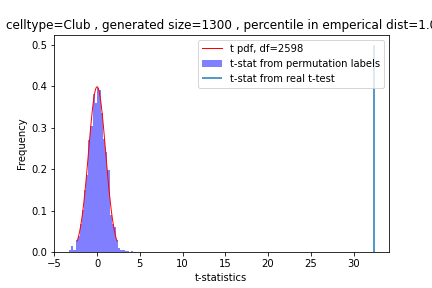 celltype=Club , generated size=1300 , percentile in emperical dist=1.0
0.5
0.4
0.3
0.2
0.1
0.0
Frequency
t pdf, df=2598
t-stat from permutation labels
t-stat from real t-test
−5
0
5
10
15
20
25
30
t-statistics